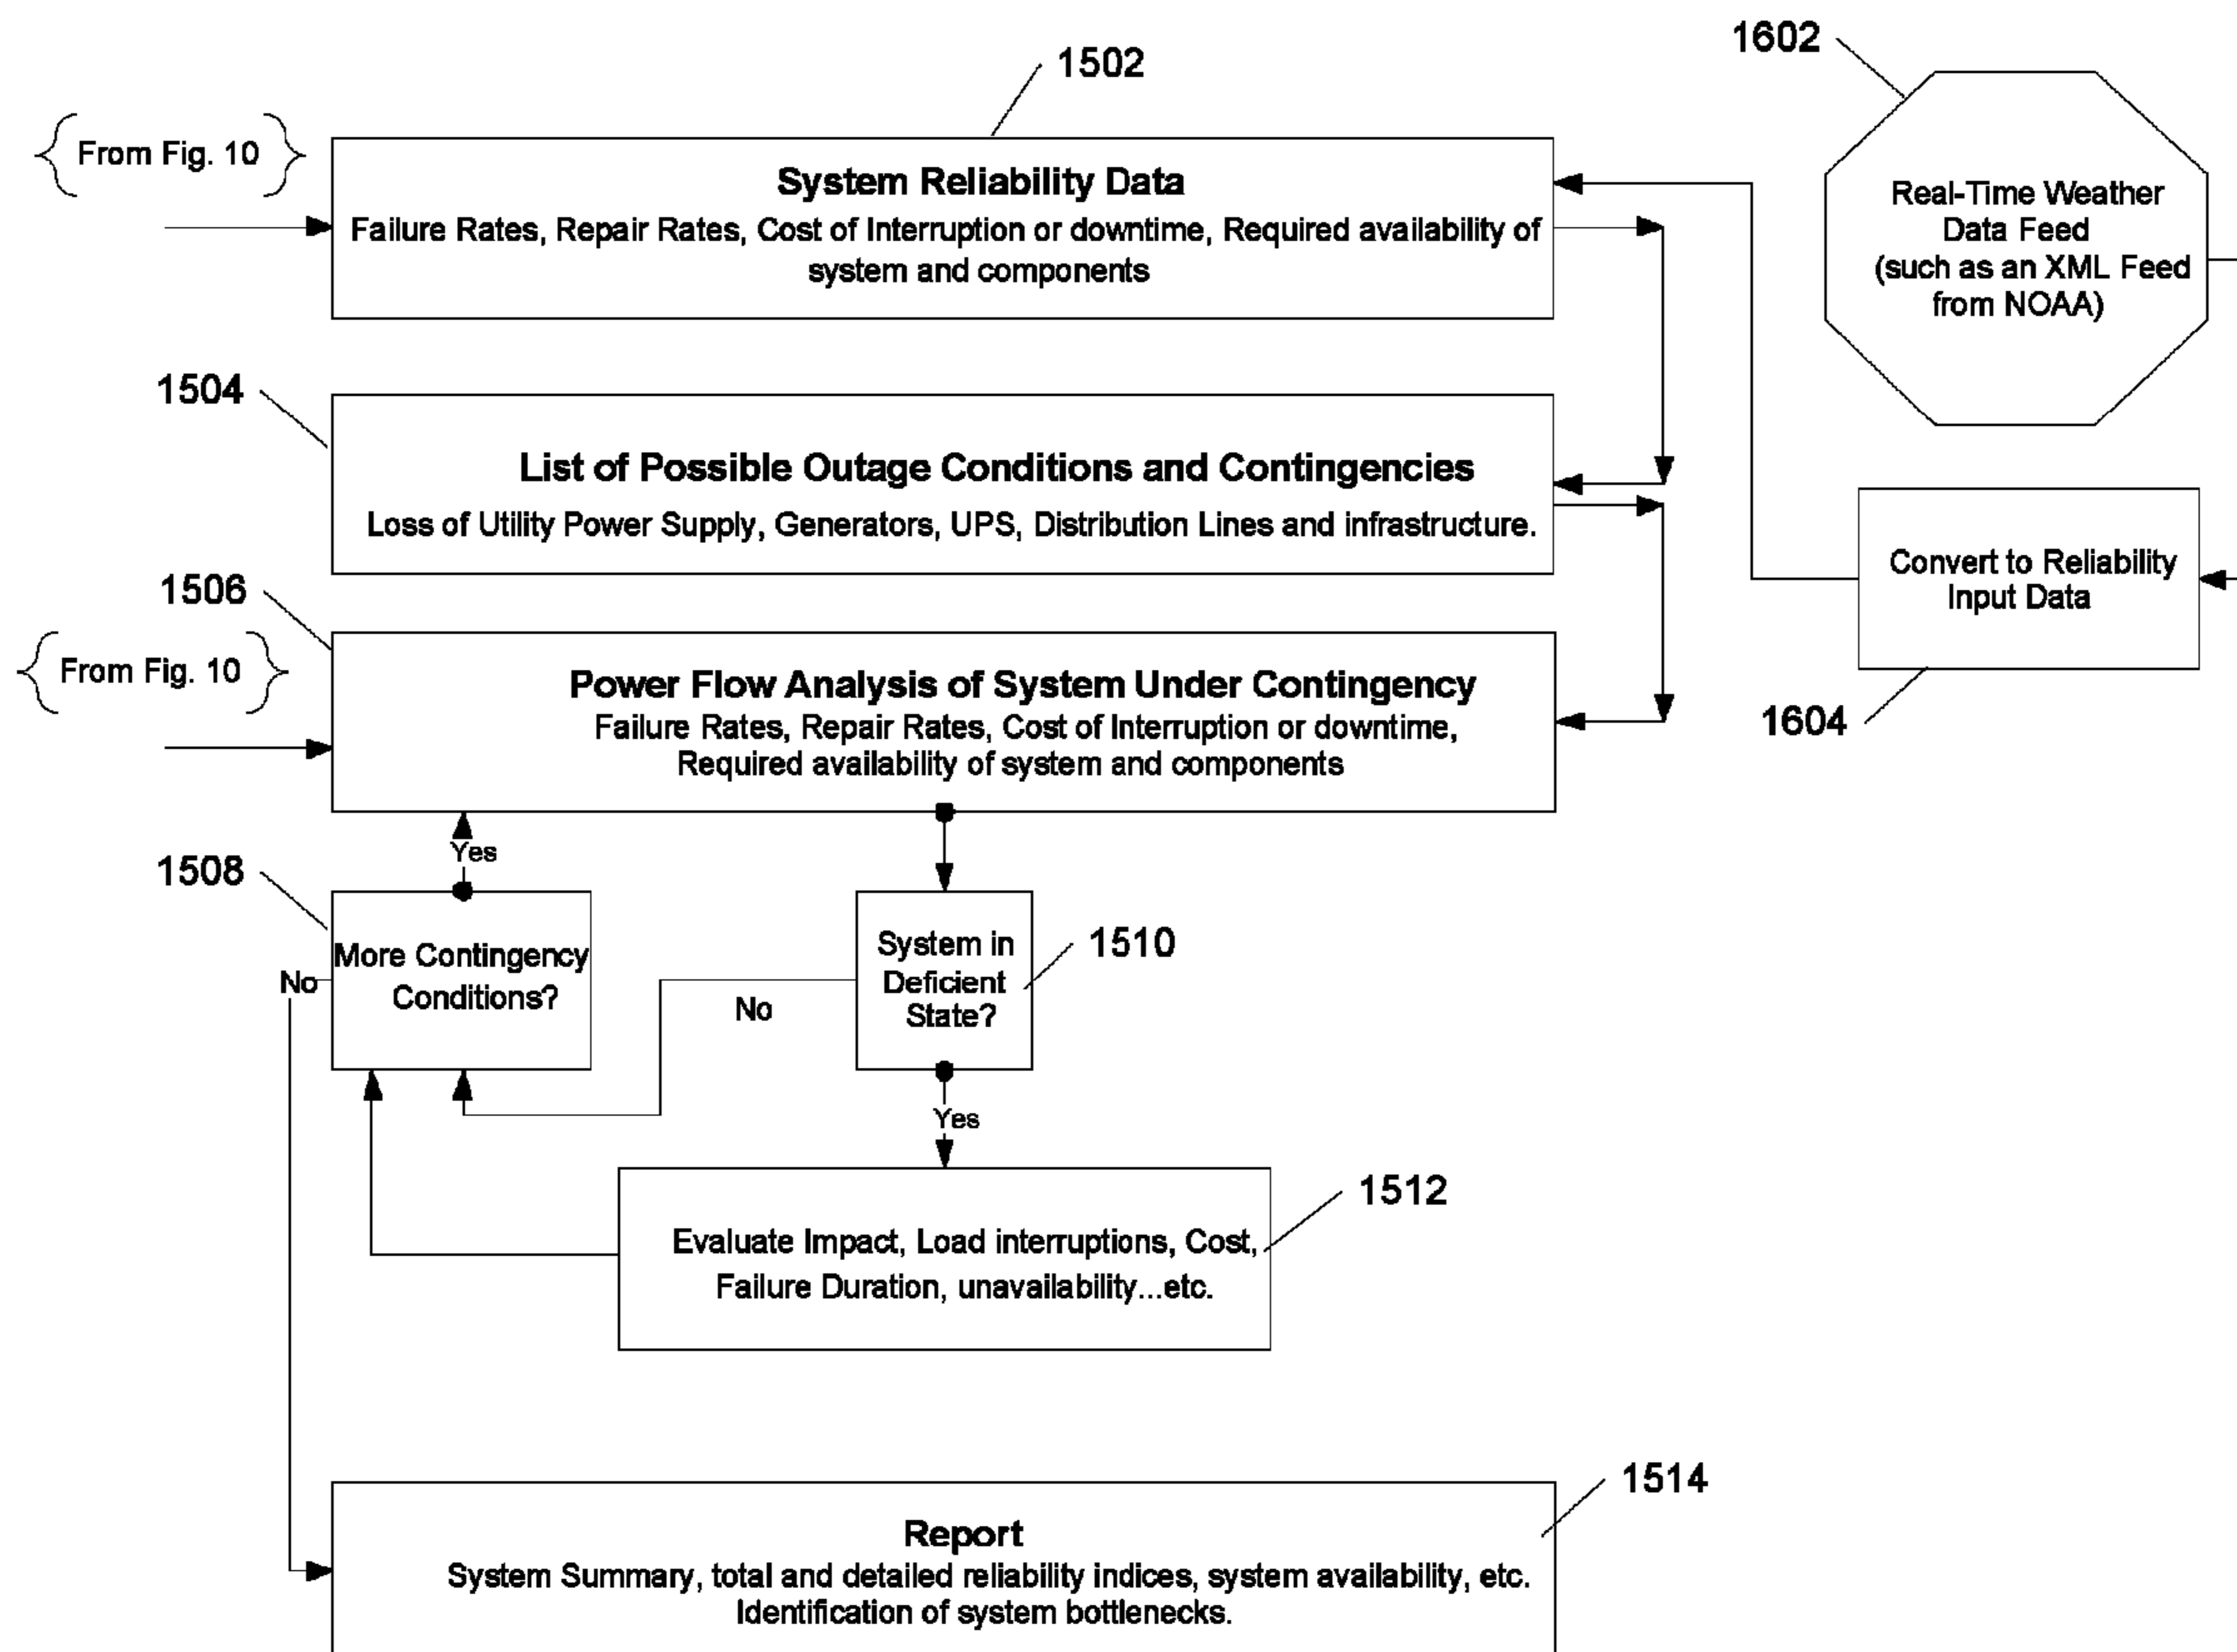 1602
1502
From Fig. 10
System Reliability Data
Failure Rates, Repair Rates, Cost of Interruption or downtime, Required availability of
system and components
Real-Time Weather
Data Feed
(such as an XML Feed
from NOAA)
1504
List of Possible Outage Conditions and Contingencies
Loss of Utility Power Supply, Generators, UPS, Distribution Lines and infrastructure.
Convert to Reliability
Input Data
1604
1506
From Fig. 10
Power Flow Analysis of System Under Contingency
Failure Rates, Repair Rates, Cost of Interruption or downtime,
Required availability of system and components
Yes
1508
More Contingency
Conditions?
No
System in
Deficient
State?
1510
No
Yes
1512
Evaluate Impact, Load interruptions, Cost,
Failure Duration, unavailability...etc.
1514
Report
System Summary, total and detailed reliability indices, system availability, etc.
Identification of system bottlenecks.